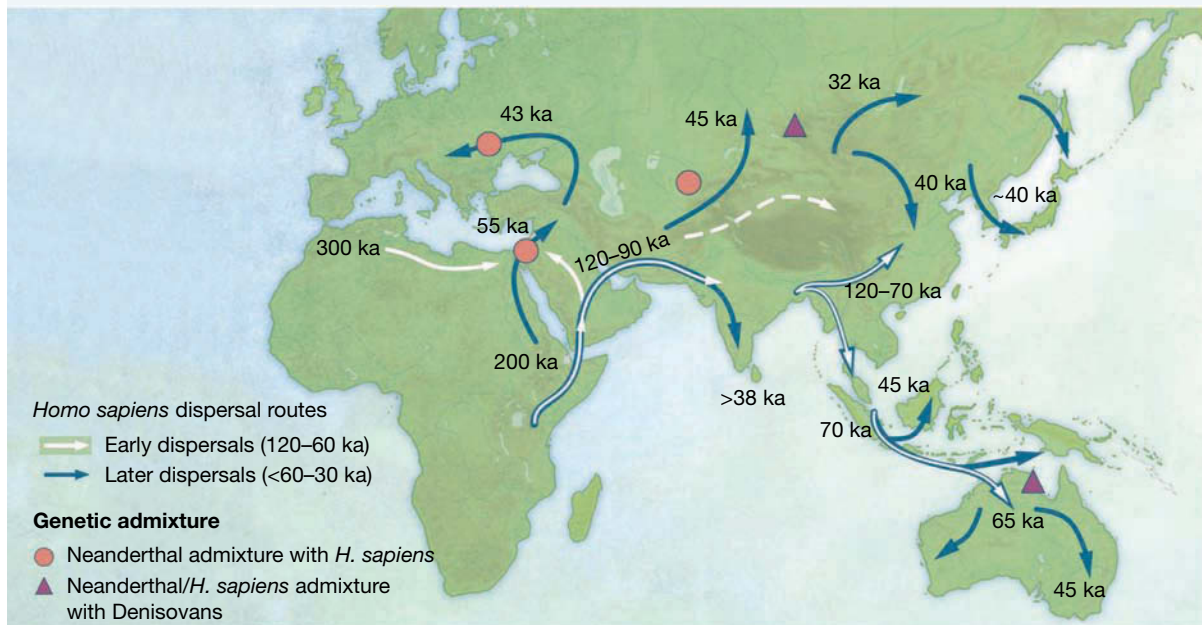 32 ka
43 ka
45 ka
40 ka
~40 ka
55 ka
300 ka
120–90 ka
120–70 ka
200 ka
>38 ka
45 ka
70 ka
65 ka
45 ka
Homo sapiens dispersal routes
Early dispersals (120–60 ka)
Later dispersals (<60–30 ka)
Genetic admixture
Neanderthal admixture with H. sapiens
Neanderthal/H. sapiens admixture
with Denisovans